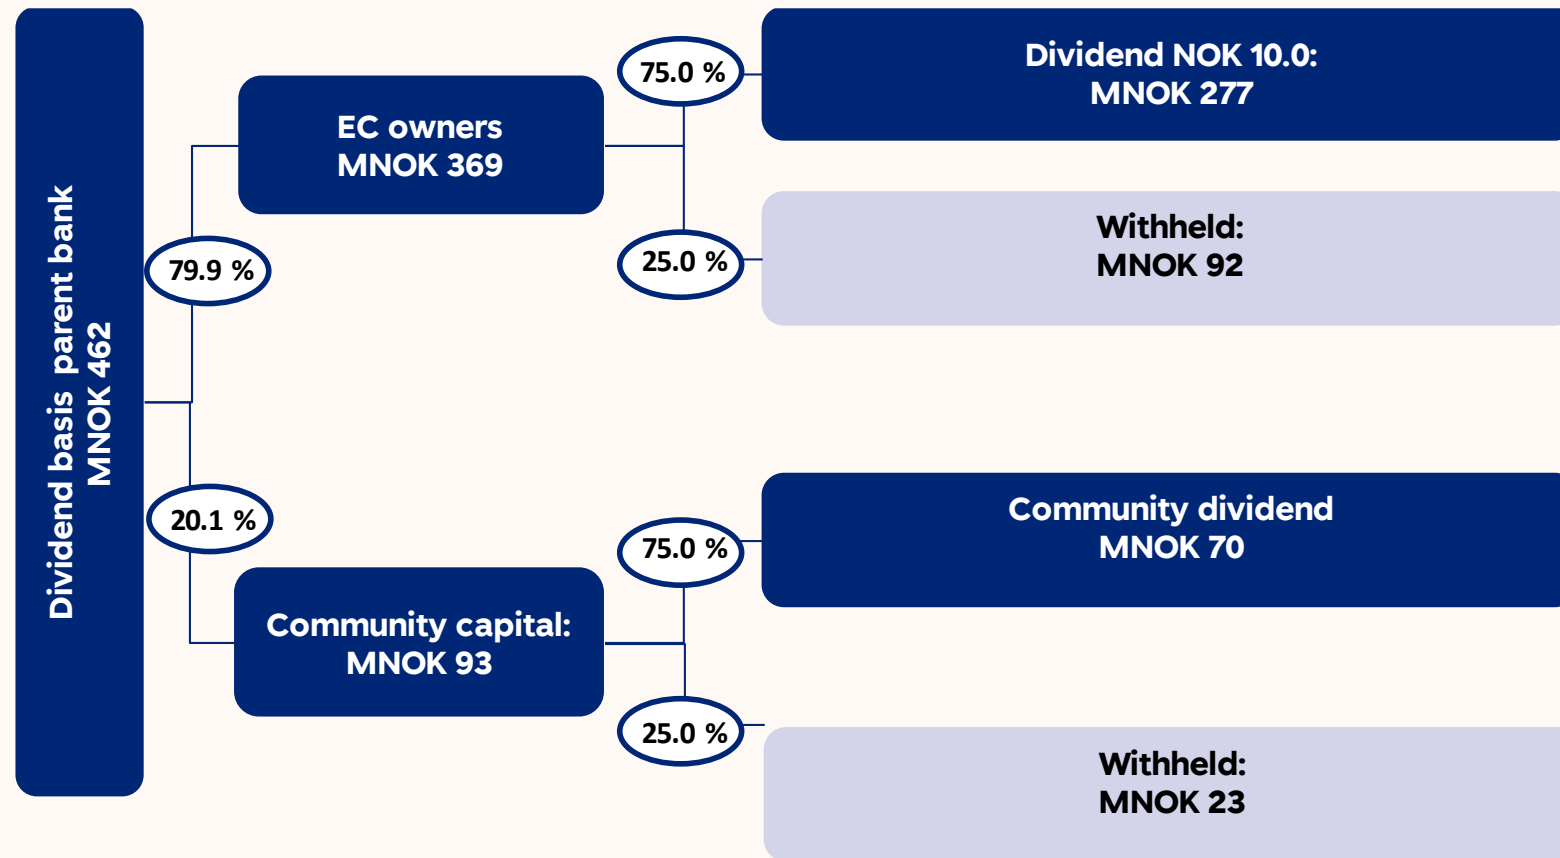 Dividend basis parent bank
MNOK 462
79.9 %
20.1 %
EC owners
MNOK 369
75.0 %
25.0 %
Dividend NOK 10.0:
MNOK 277
Withheld:
MNOK 92
Community capital:
MNOK 93
75.0 %
25.0 %
Community dividend
MNOK 70
Withheld:
MNOK 23